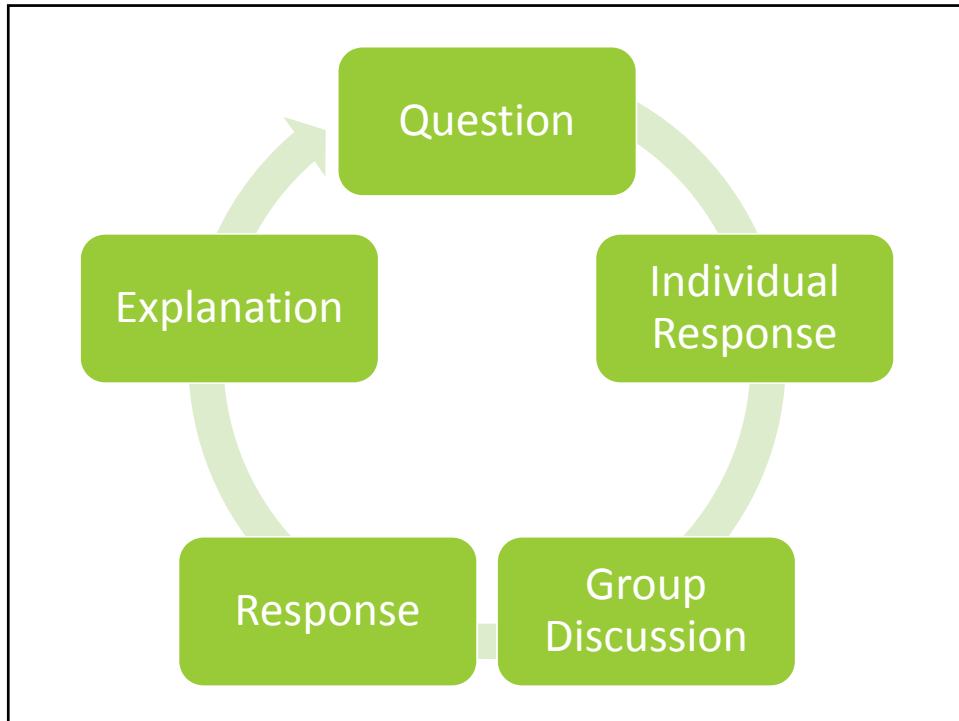 Question
Individual
Response
Group
Discussion
Response
Explanation